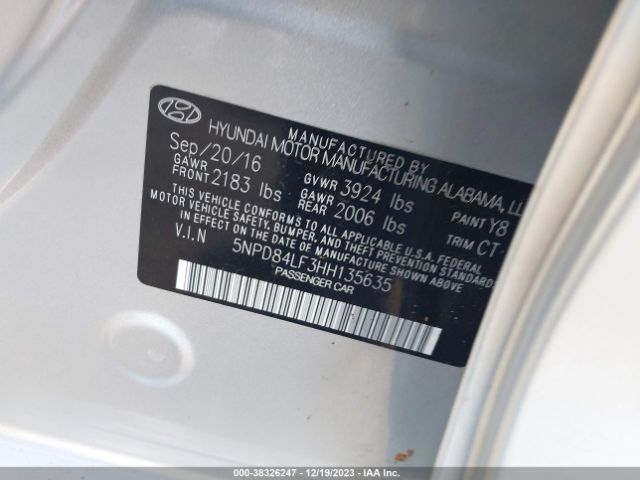 MANUFACTURED BY
HYUNDAI MOTOR MANUFACTURING ALABAMA, LL
Sep/20/16 GVWR 3924 lbs PAINT Y8
GAWR FRONT 2183 lbs GAWR REAR 2006 lbs TRIM CT
THIS VEHICLE CONFORMS TO ALL APPLICABLE FEDERAL
MOTOR VEHICLE SAFETY, BUMPER, AND THEFT PREVENTION STANDARDS
IN EFFECT ON THE DATE OF MANUFACTURE SHOWN ABOVE
V.I.N 5NPD84LF3HH135635
PASSENGER CAR
000-38326247 - 12/19/2023 - IAA Inc.